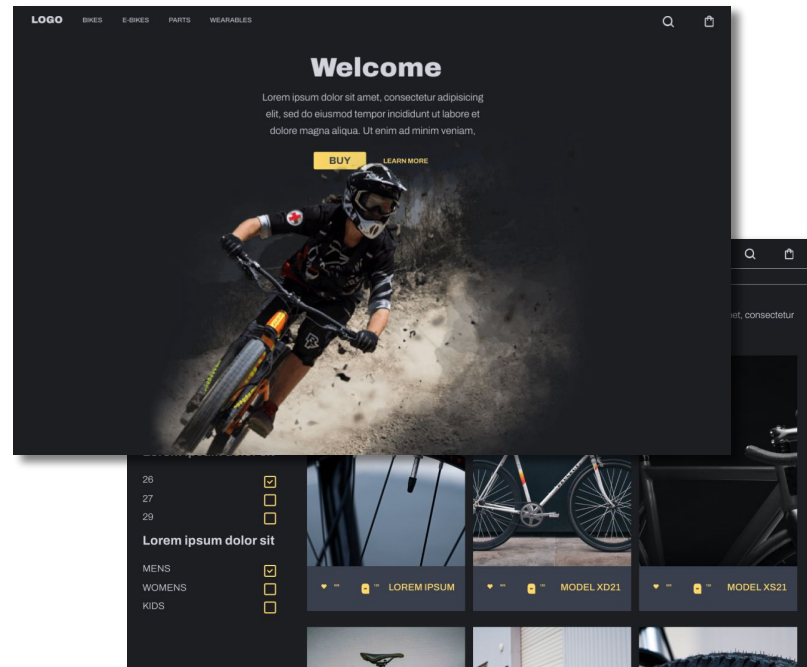 LOGO BIKES E-BIKES PARTS WEARABLES
Welcome
Lorem ipsum dolor sit amet, consectetur adipisicing
elit, sed do eiusmod tempor incididunt ut labore et
dolore magna aliqua. Ut enim ad minim veniam,
BUY LEARN MORE
consectetur
26
27
29
Lorem ipsum dolor sit
MENS
WOMENS
KIDS
LOREM IPSUM
MODEL XD21
MODEL XS21